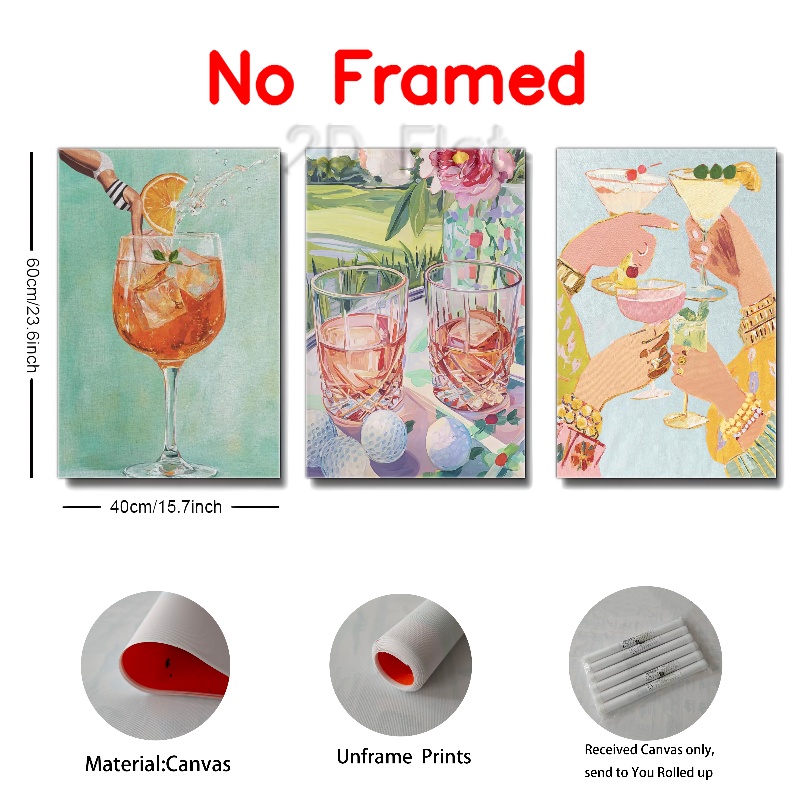 No Framed
2D Flat
60cm/23.6inch
40cm/15.7inch
Material:Canvas
Unframe Prints
Received Canvas only,
send to You Rolled up